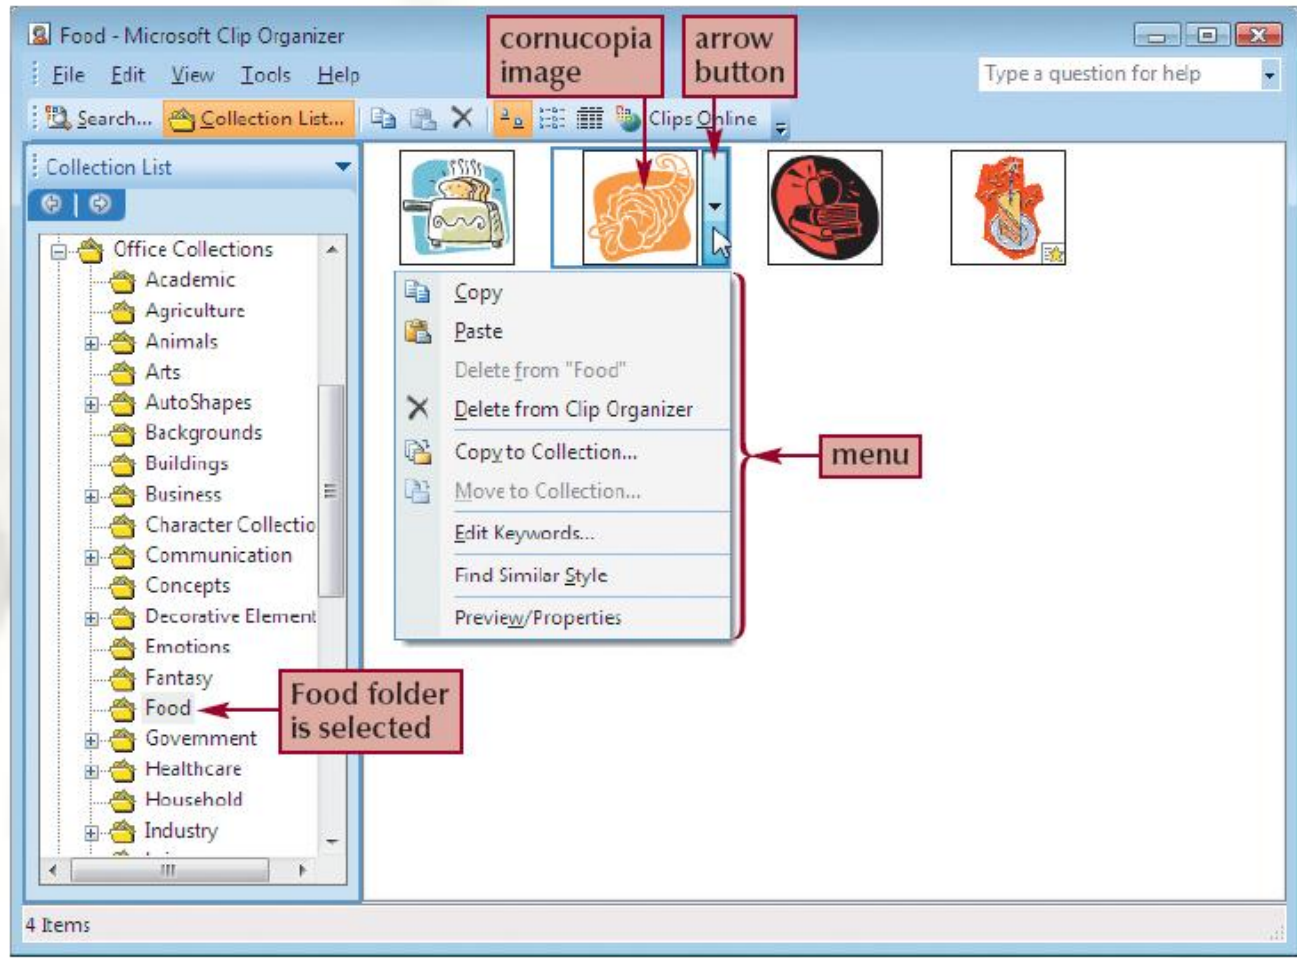 Food - Microsoft Clip Organizer
cornucopia
image
arrow
button
File Edit View Tools Help
Type a question for help
Search... Collection List... Clips Online
Collection List
Office Collections
Academic
Agriculture
Animals
Arts
AutoShapes
Backgrounds
Buildings
Business
Character Collectio
Communication
Concepts
Decorative Element
Emotions
Fantasy
Food
Government
Healthcare
Household
Industry
Food folder
is selected
Copy
Paste
Delete from "Food"
Delete from Clip Organizer
Copy to Collection...
Move to Collection...
Edit Keywords...
Find Similar Style
Preview/Properties
menu
4 Items